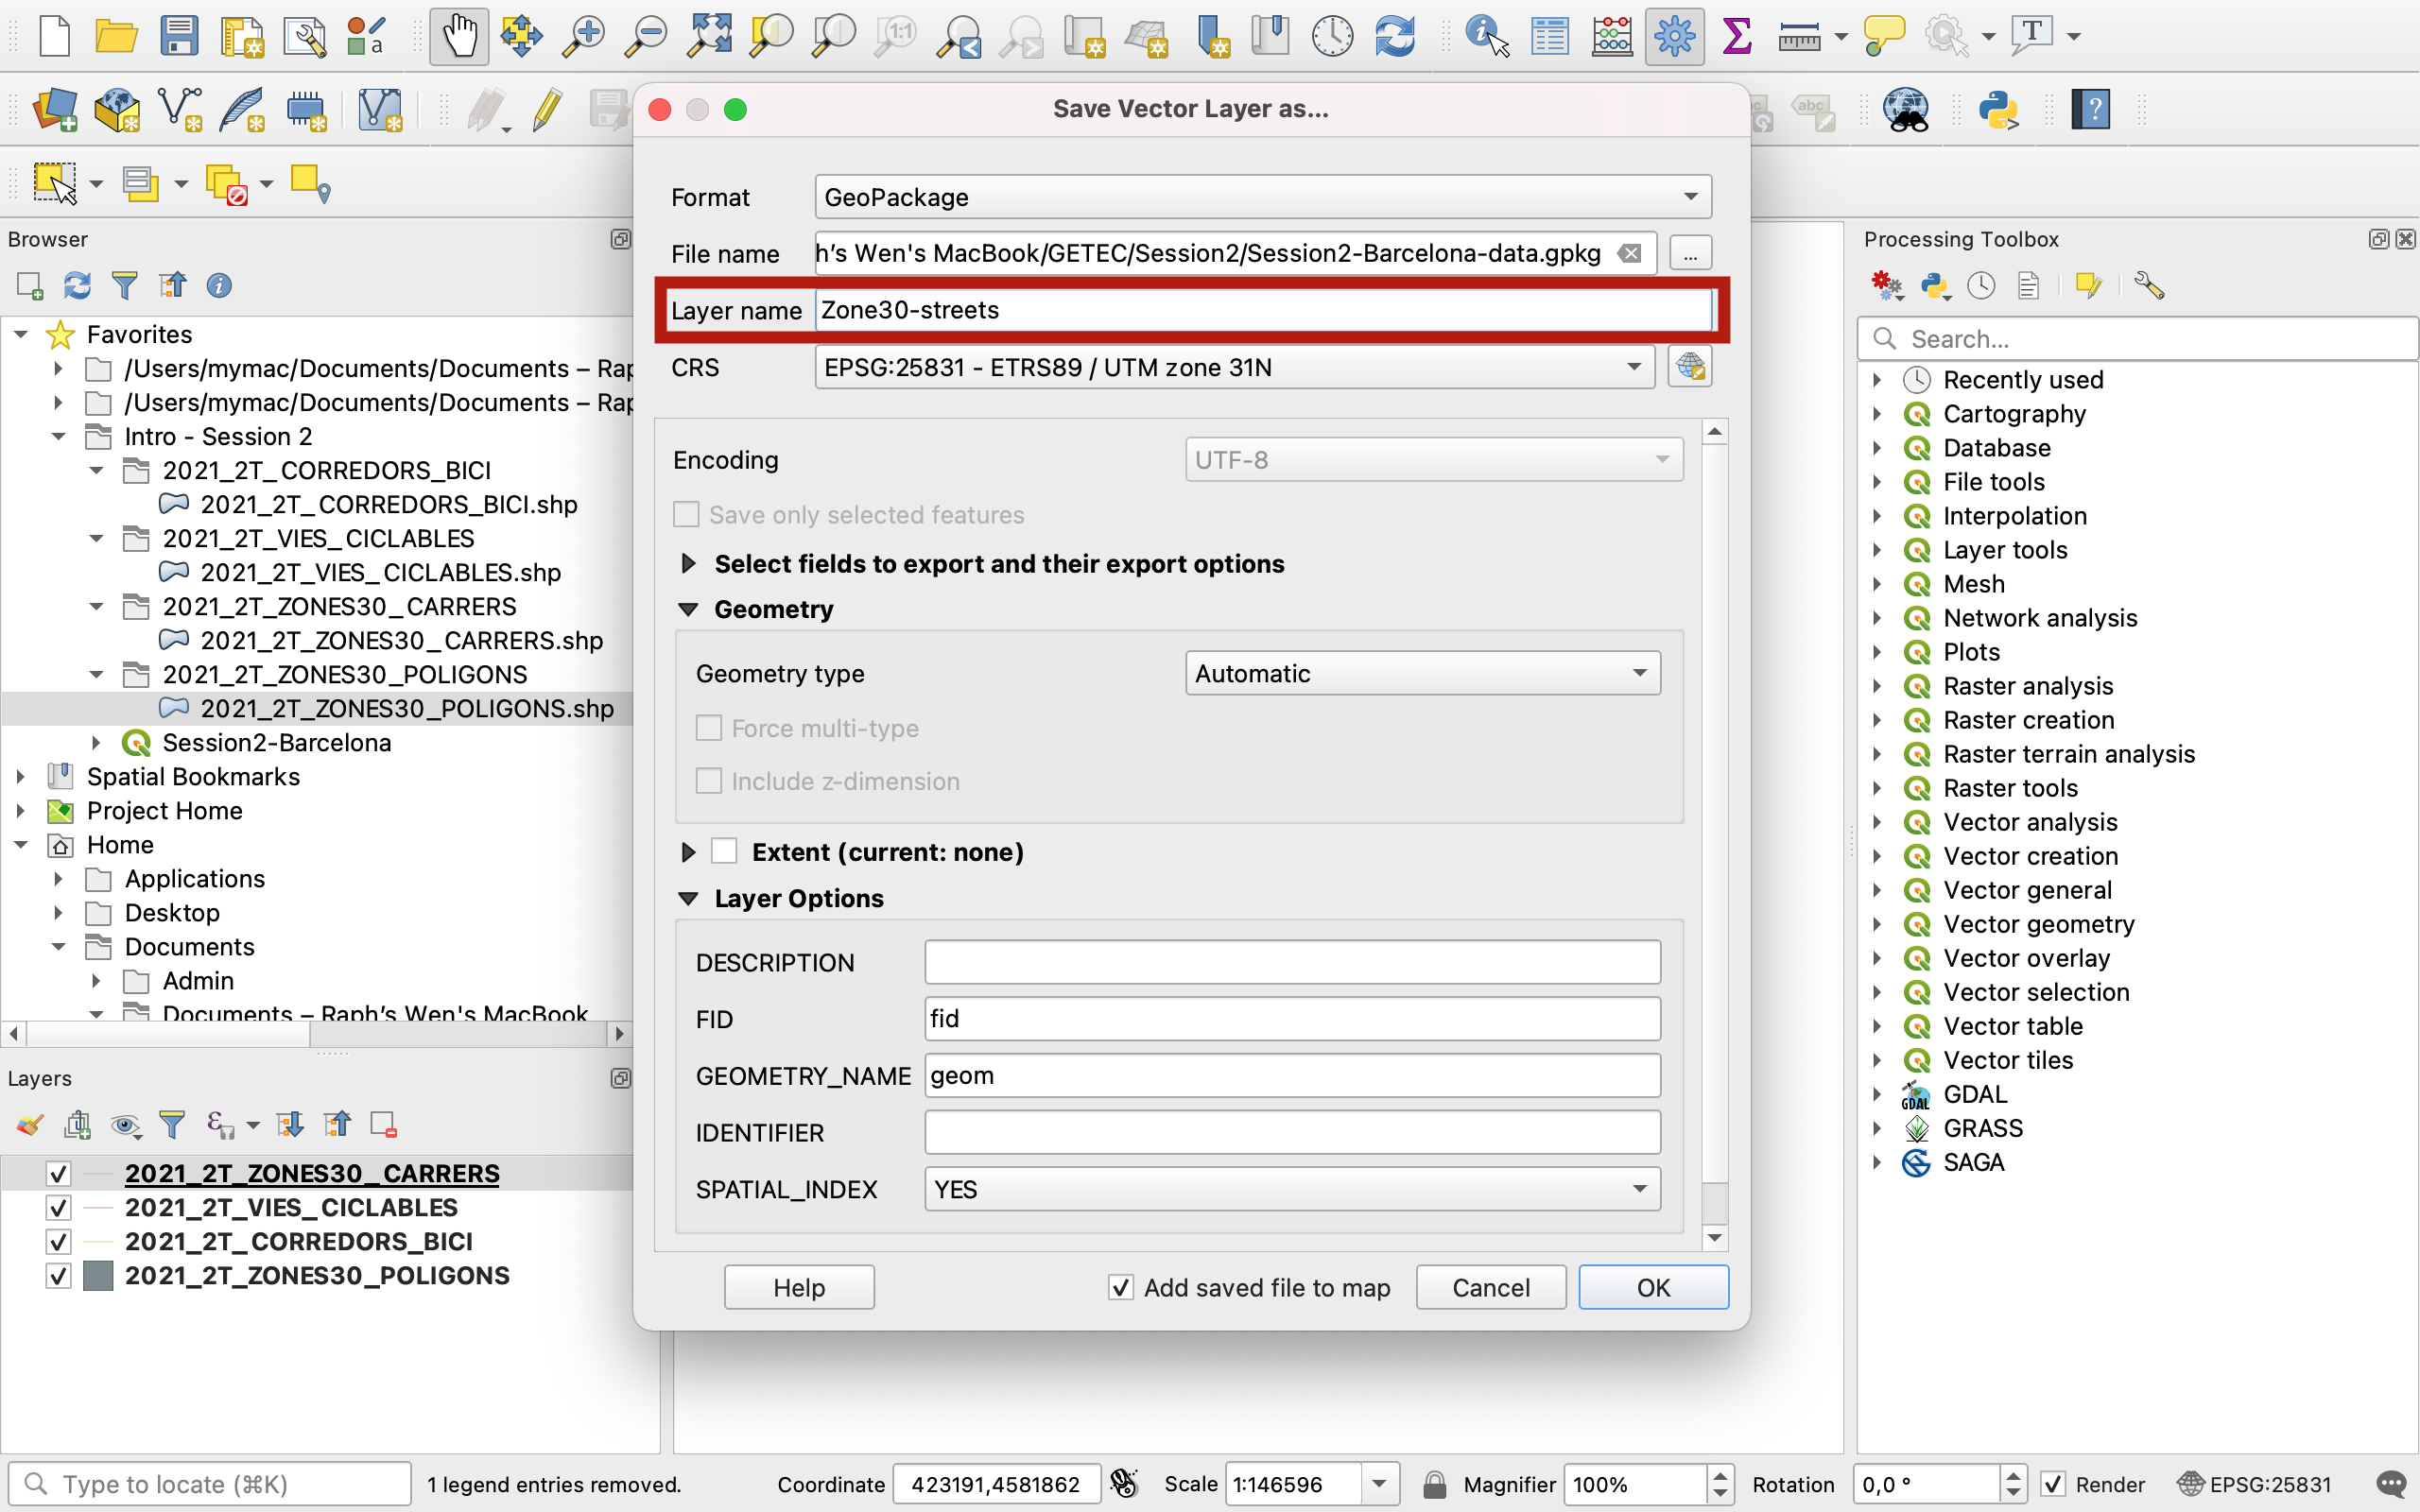 Save Vector Layer as...
Format GeoPackage
File name h's Wen's MacBook/GETEC/Session2/Session2-Barcelona-data.gpkg ...
Layer name Zone30-streets
CRS EPSG:25831 - ETRS89 / UTM zone 31N
Encoding UTF-8
Save only selected features
Select fields to export and their export options
Geometry
Geometry type Automatic
Force multi-type
Include z-dimension
Extent (current: none)
Layer Options
DESCRIPTION
FID fid
GEOMETRY_NAME geom
IDENTIFIER
SPATIAL_INDEX YES
Help Add saved file to map Cancel OK
Browser
Favorites
/Users/mymac/Documents/Documents – Rap
/Users/mymac/Documents/Documents – Rap
Intro - Session 2
2021_2T_CORREDORS_BICI
2021_2T_CORREDORS_BICI.shp
2021_2T_VIES_CICLABLES
2021_2T_VIES_CICLABLES.shp
2021_2T_ZONES30_CARRERS
2021_2T_ZONES30_CARRERS.shp
2021_2T_ZONES30_POLIGONS
2021_2T_ZONES30_POLIGONS.shp
Session2-Barcelona
Spatial Bookmarks
Project Home
Home
Applications
Desktop
Documents
Admin
Documents – Raph's Wen's MacBook
Layers
2021_2T_ZONES30_CARRERS
2021_2T_VIES_CICLABLES
2021_2T_CORREDORS_BICI
2021_2T_ZONES30_POLIGONS
Processing Toolbox
Search...
Recently used
Cartography
Database
File tools
Interpolation
Layer tools
Mesh
Network analysis
Plots
Raster analysis
Raster creation
Raster terrain analysis
Raster tools
Vector analysis
Vector creation
Vector general
Vector geometry
Vector overlay
Vector selection
Vector table
Vector tiles
GDAL
GRASS
SAGA
Type to locate (⌘K) 1 legend entries removed. Coordinate 423191,4581862 Scale 1:146596 Magnifier 100% Rotation 0,0 ° Render EPSG:25831